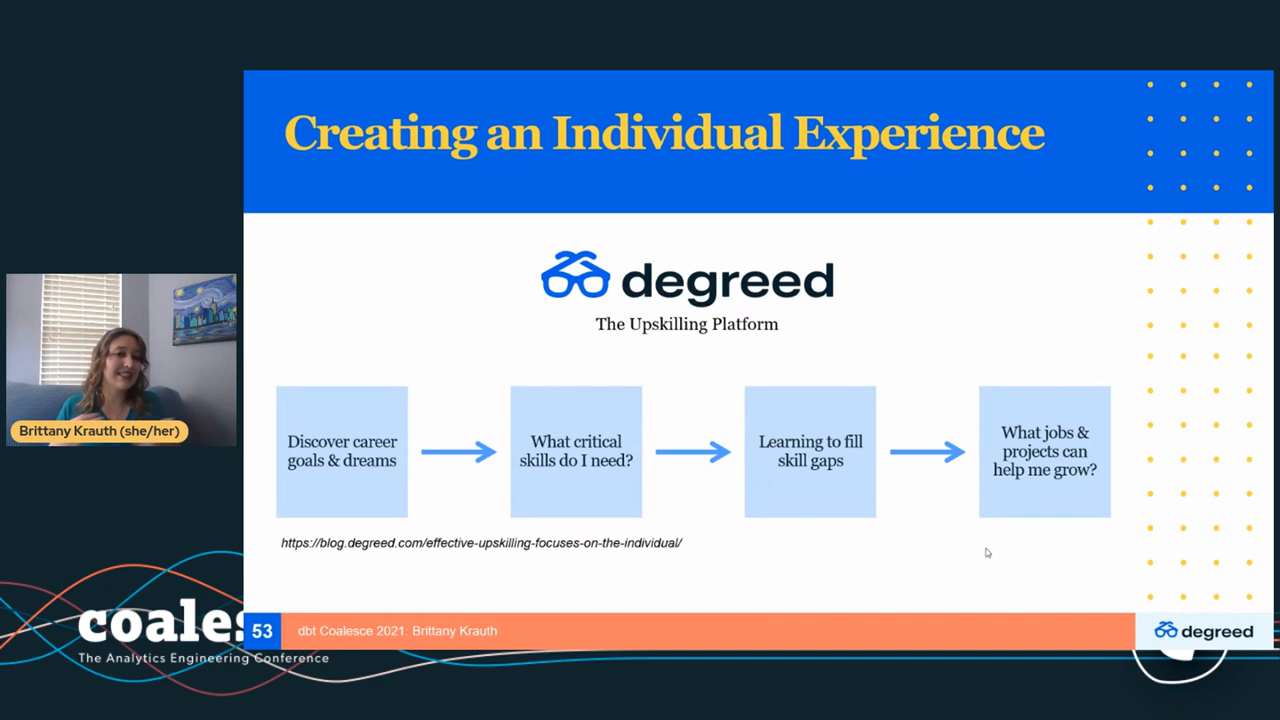 Creating an Individual Experience
degreed
The Upskilling Platform
Discover career
goals & dreams
What critical
skills do I need?
Learning to fill
skill gaps
What jobs &
projects can
help me grow?
https://blog.degreed.com/effective-upskilling-focuses-on-the-individual/
Brittany Krauth (she/her)
53
dbt Coalesce 2021: Brittany Krauth
degreed
coales
The Analytics Engineering Conference